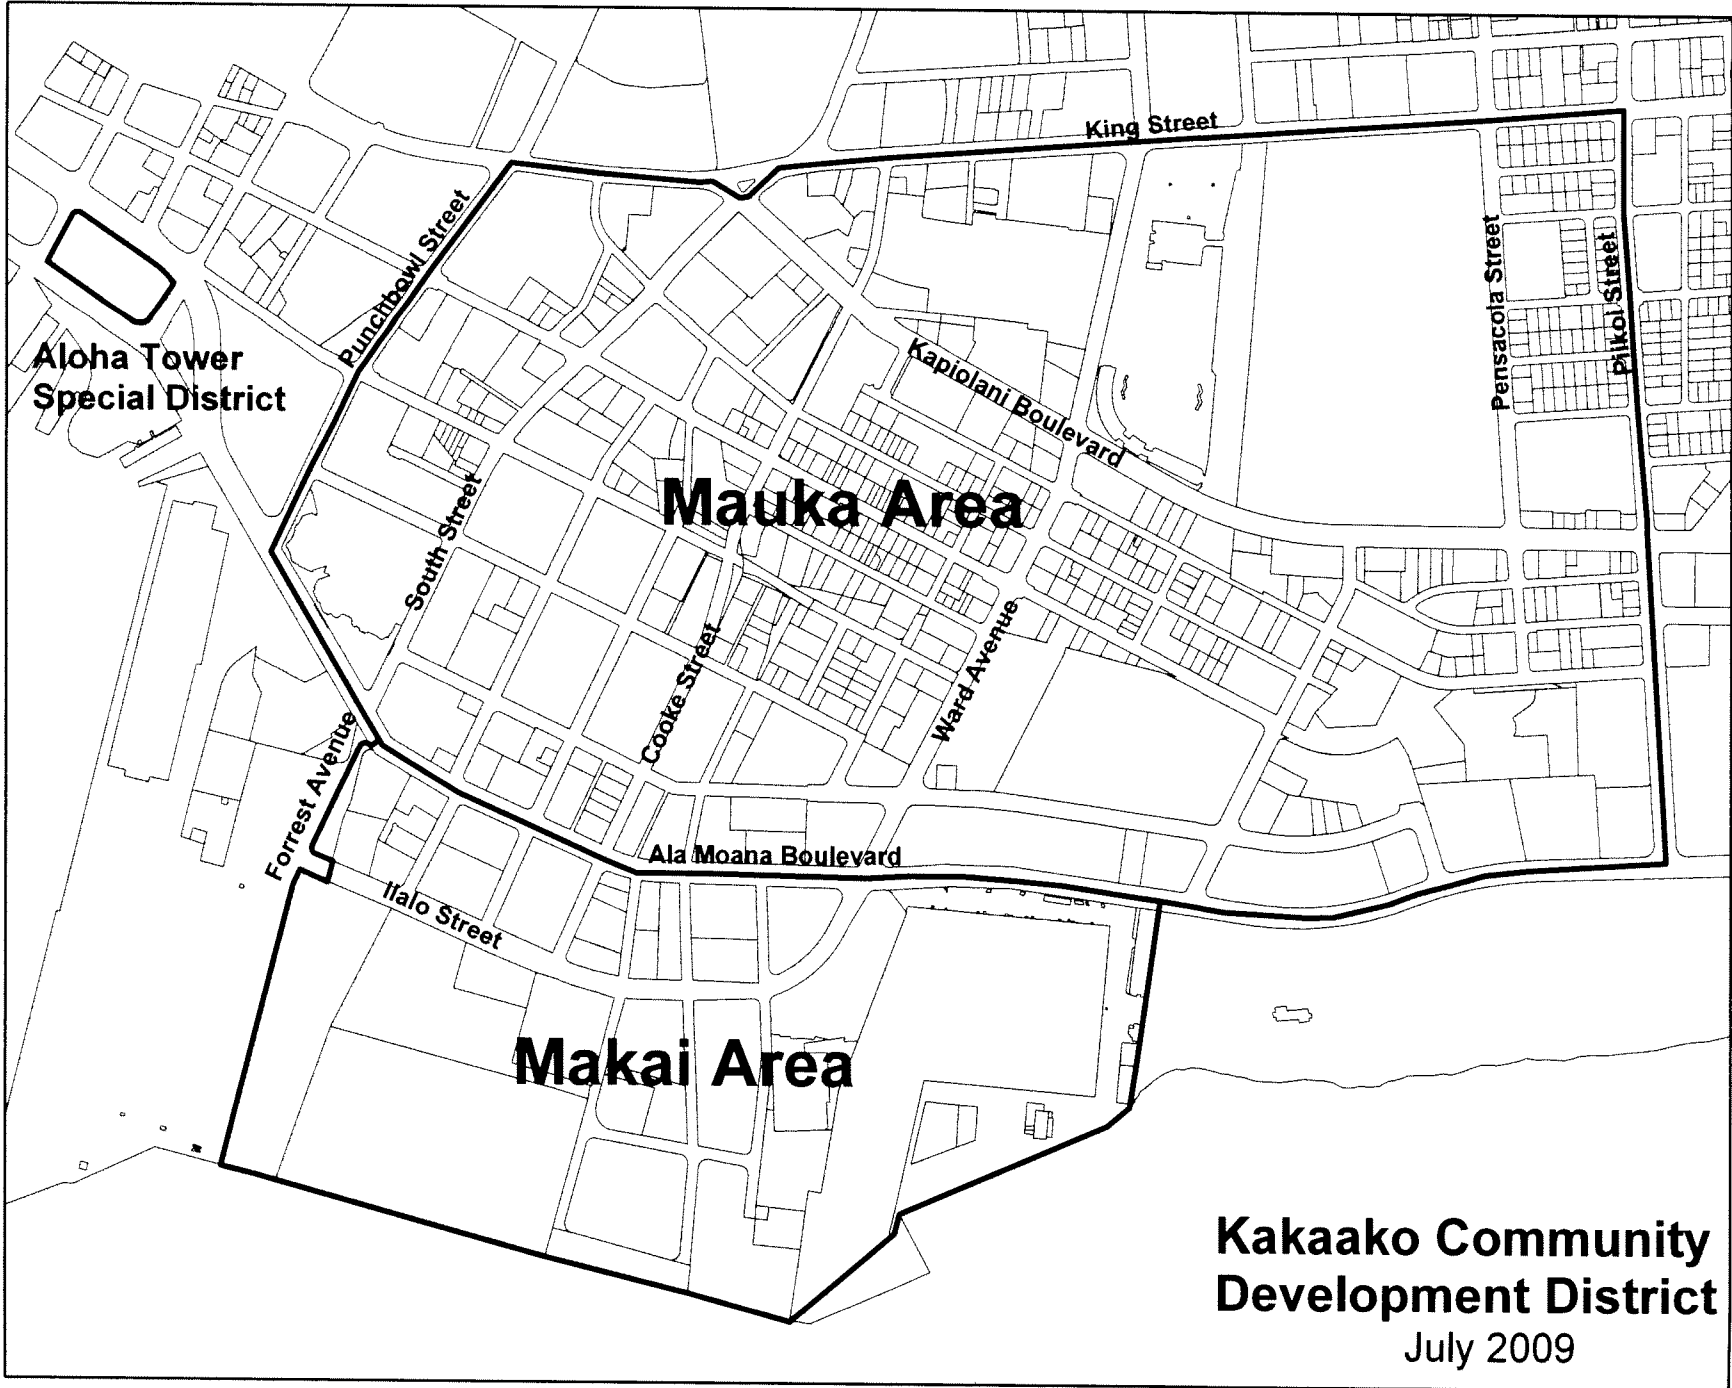 King Street
Punchbowl Street
Pensacola Street
Piikoi Street
Aloha Tower
Special District
Kapiolani Boulevard
Mauka Area
South Street
Cooke Street
Ward Avenue
Forrest Avenue
Ala Moana Boulevard
Ilalo Street
Makai Area
Kakaako Community
Development District
July 2009